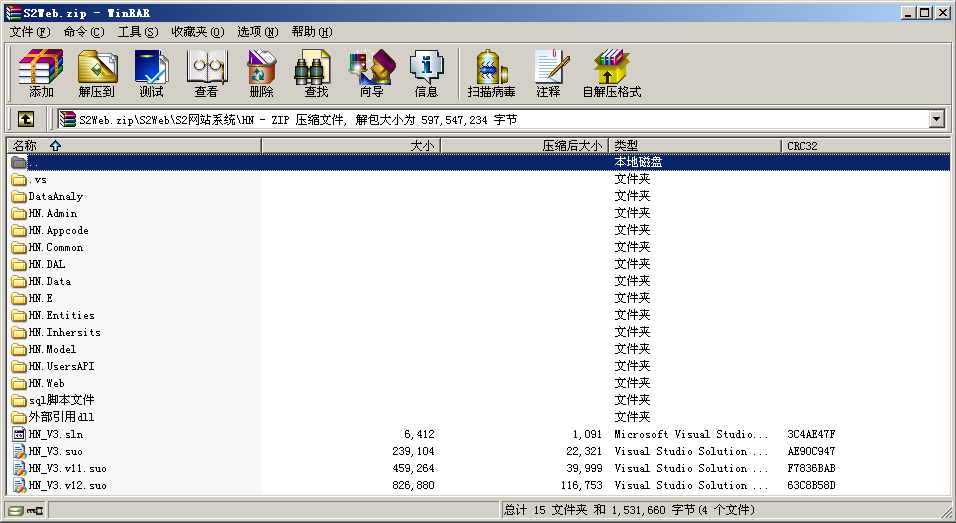 S2Web.zip - WinRAR
文件(F) 命令(C) 工具(S) 收藏夹(O) 选项(N) 帮助(H)
添加 解压到 测试 查看 删除 查找 向导 信息 扫描病毒 注释 自解压格式
S2Web.zip\S2Web\S2网站系统\HN - ZIP 压缩文件, 解包大小为 597,547,234 字节
名称 大小 压缩后大小 类型 CRC32
.. 本地磁盘
.vs 文件夹
DataAnaly 文件夹
HN.Admin 文件夹
HN.Appcode 文件夹
HN.Common 文件夹
HN.DAL 文件夹
HN.Data 文件夹
HN.E 文件夹
HN.Entities 文件夹
HN.Inhersits 文件夹
HN.Model 文件夹
HN.UsersAPI 文件夹
HN.Web 文件夹
sql脚本文件 文件夹
外部引用dll 文件夹
HN_V3.sln 6,412 1,091 Microsoft Visual Studio... 3C4AE47F
HN_V3.suo 239,104 22,321 Visual Studio Solution ... AE90C947
HN_V3.v11.suo 459,264 39,999 Visual Studio Solution ... F7836BAB
HN_V3.v12.suo 826,880 116,753 Visual Studio Solution ... 63C8B58D
总计 15 文件夹 和 1,531,660 字节(4 个文件)